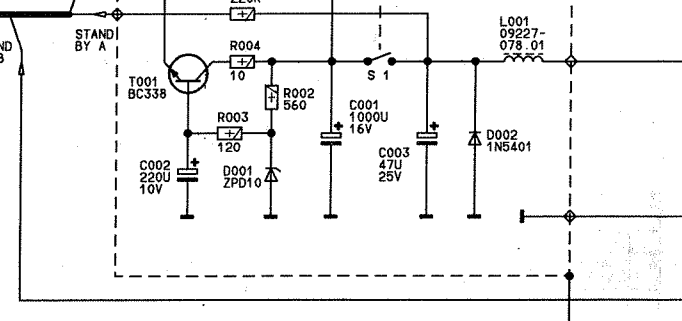 STAND
BY A
ND
B
T001
BC338
R004
10
R002
560
R003
120
C002
220U
10V
D001
ZPD10
C001
1000U
16V
S 1
C003
47U
25V
D002
1N5401
L001
09227-
078.01